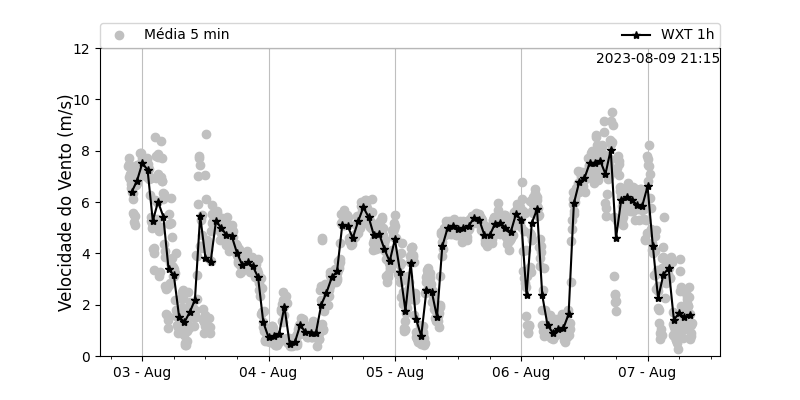 Média 5 min
WXT 1h
2023-08-09 21:15
Velocidade do Vento (m/s)
12
10
8
6
4
2
0
03 - Aug
04 - Aug
05 - Aug
06 - Aug
07 - Aug